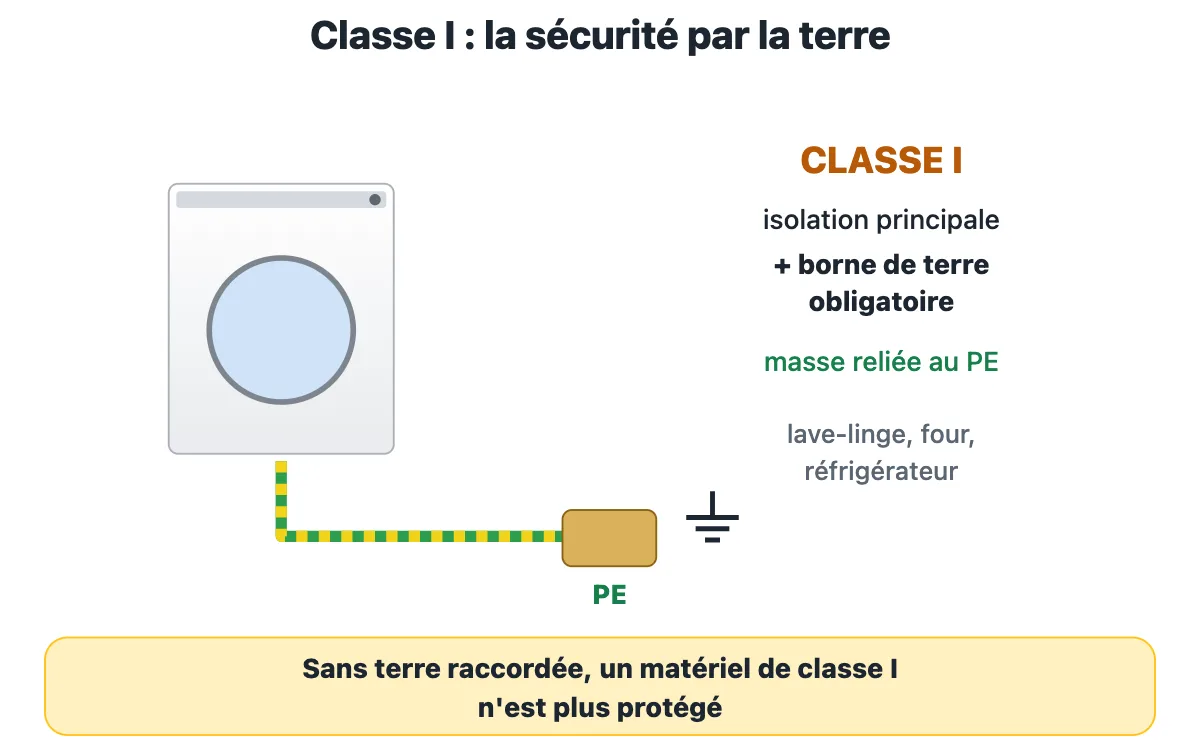 Classe I : la sécurité par la terre
CLASSE I
isolation principale
+ borne de terre
obligatoire
masse reliée au PE
lave-linge, four,
réfrigérateur
PE
Sans terre raccordée, un matériel de classe I
n'est plus protégé